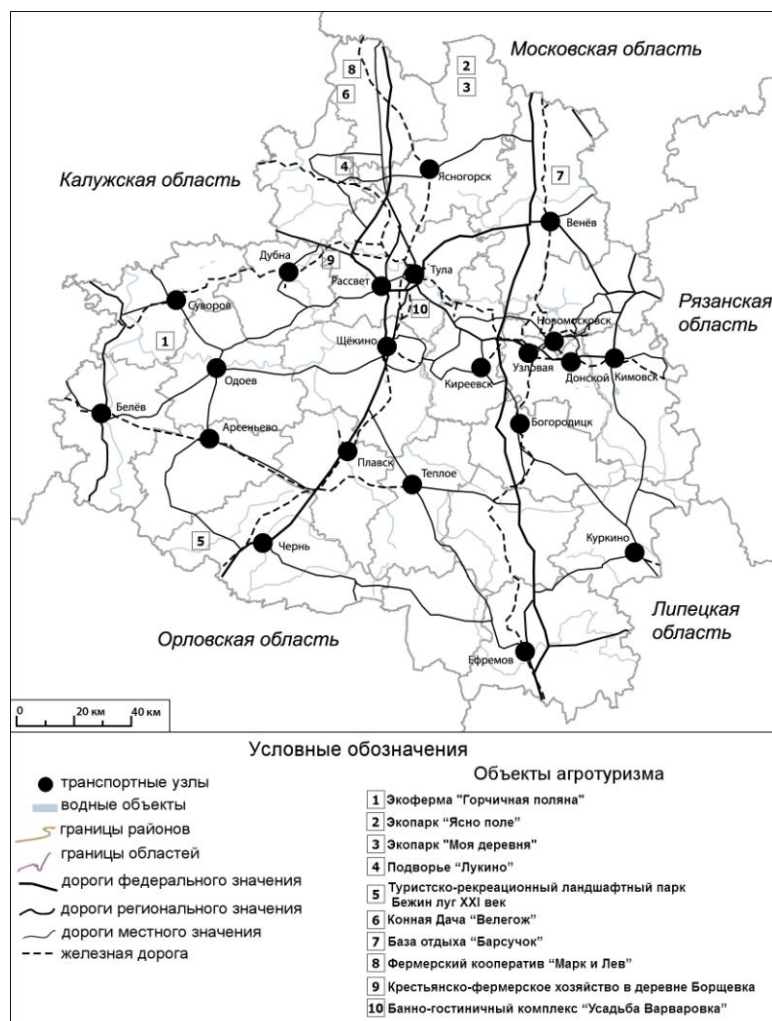 Московская область
8
2
6
3
Калужская область
4
Ясногорск
7
Венёв
Дубна
9
Тула
Рассвет
Суворов
10
Рязанская
область
Новомосковск
1
Щёкино
Узловая
Одоев
Киреевск
Донской
Кимовск
Белёв
Арсеньево
Богородицк
Плавск
Теплое
5
Чернь
Куркино
Липецкая
область
Орловская область
Ефремов
0 20 км 40 км
Условные обозначения
транспортные узлы
водные объекты
границы районов
границы областей
дороги федерального значения
дороги регионального значения
дороги местного значения
железная дорога
Объекты агротуризма
1 Экоферма "Горчичная поляна"
2 Экопарк “Ясно поле”
3 Экопарк "Моя деревня"
4 Подворье “Лукино”
5 Туристско-рекреационный ландшафтный парк
Бежин луг XXI век
6 Конная Дача “Велегож”
7 База отдыха “Барсучок”
8 Фермерский кооператив “Марк и Лев”
9 Крестьянско-фермерское хозяйство в деревне Борщевка
10 Банно-гостиничный комплекс “Усадьба Варваровка”